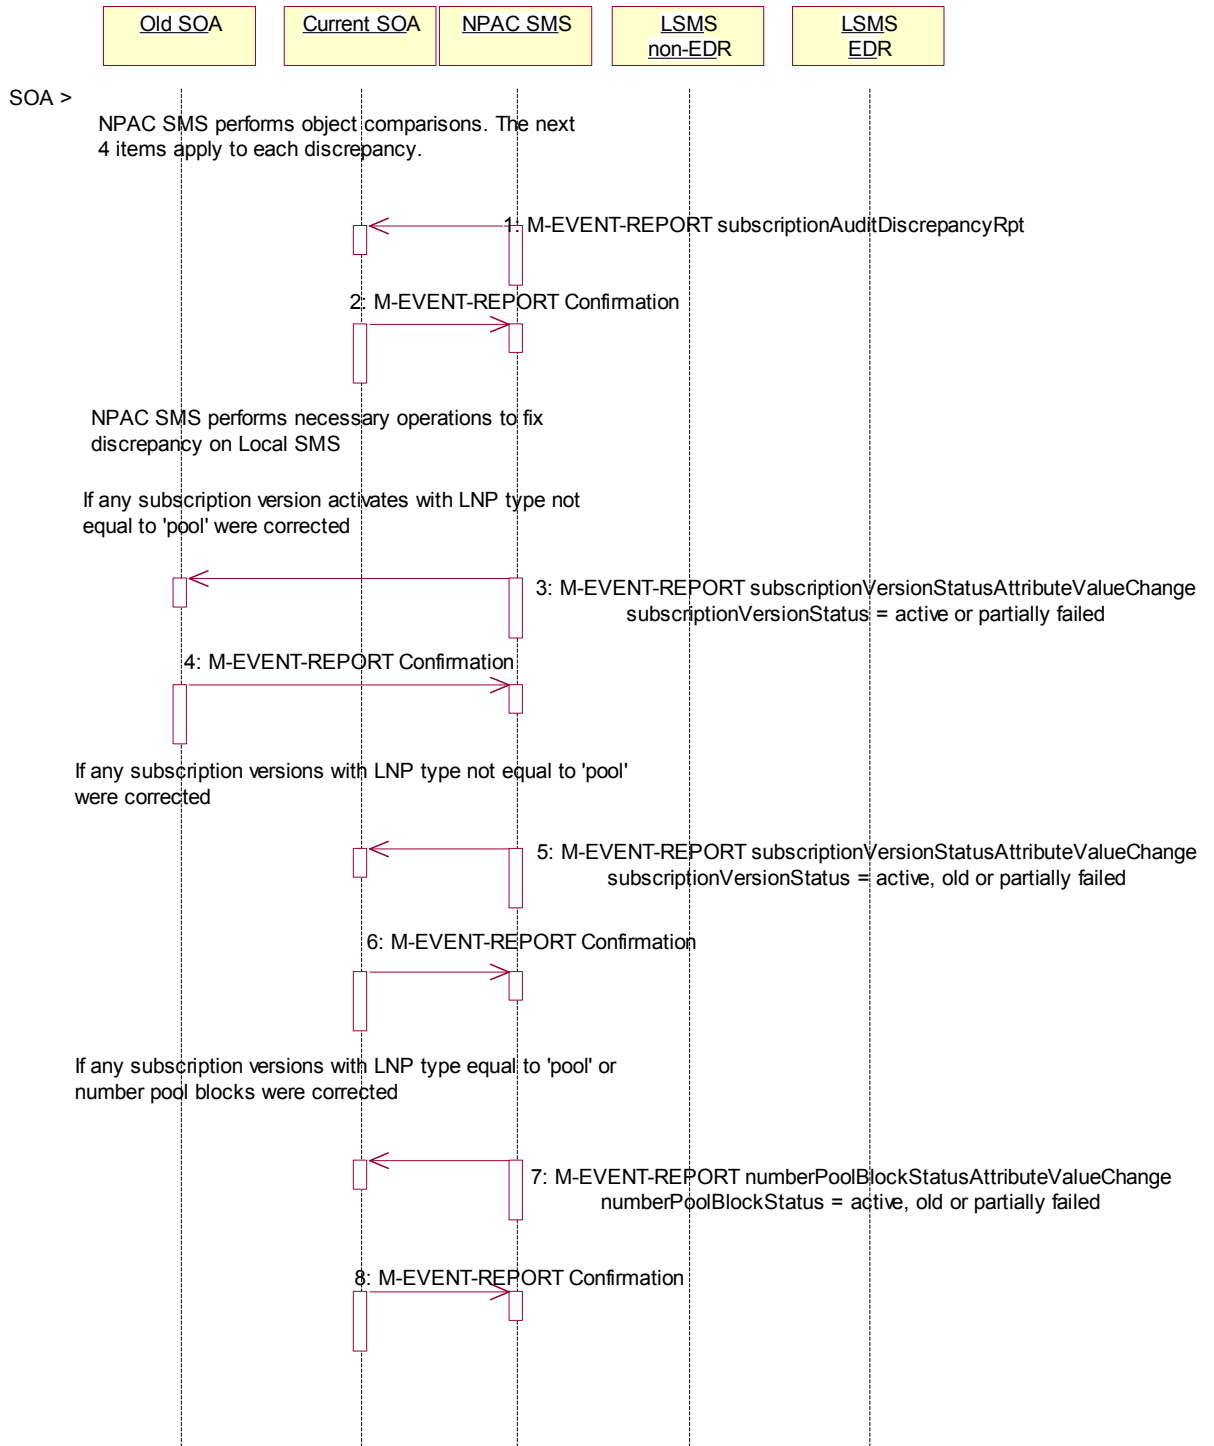 Old SOA
Current SOA
NPAC SMS
LSMS
non-EDR
LSMS
EDR
SOA >
NPAC SMS performs object comparisons. The next
4 items apply to each discrepancy.
1: M-EVENT-REPORT subscriptionAuditDiscrepancyRpt
2: M-EVENT-REPORT Confirmation
NPAC SMS performs necessary operations to fix
discrepancy on Local SMS
If any subscription version activates with LNP type not
equal to 'pool' were corrected
3: M-EVENT-REPORT subscriptionVersionStatusAttributeValueChange
subscriptionVersionStatus = active or partially failed
4: M-EVENT-REPORT Confirmation
If any subscription versions with LNP type not equal to 'pool'
were corrected
5: M-EVENT-REPORT subscriptionVersionStatusAttributeValueChange
subscriptionVersionStatus = active, old or partially failed
6: M-EVENT-REPORT Confirmation
If any subscription versions with LNP type equal to 'pool' or
number pool blocks were corrected
7: M-EVENT-REPORT numberPoolBlockStatusAttributeValueChange
numberPoolBlockStatus = active, old or partially failed
8: M-EVENT-REPORT Confirmation